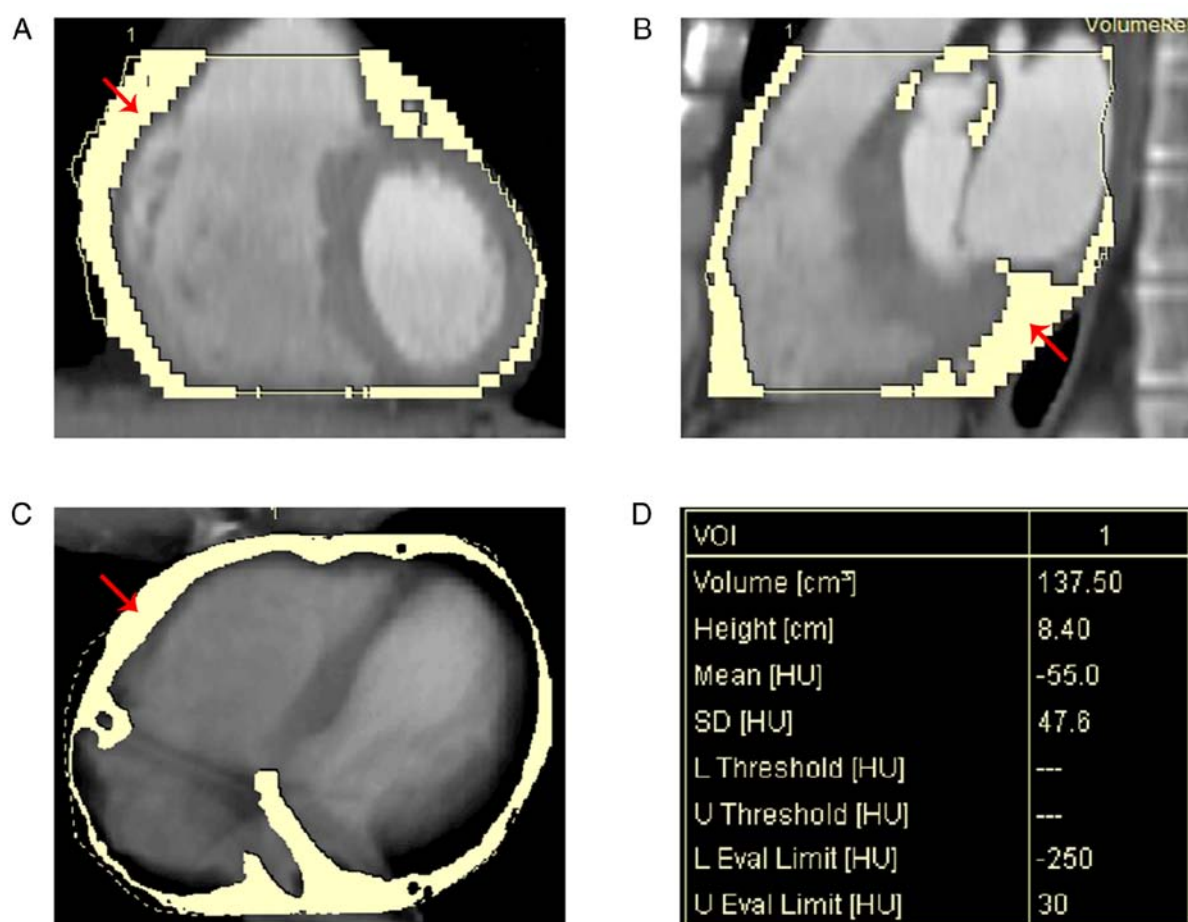 A
1
B
1
VolumeRe
C
D
VOI 1
Volume [cm³] 137.50
Height [cm] 8.40
Mean [HU] -55.0
SD [HU] 47.6
L Threshold [HU] ---
U Threshold [HU] ---
L Eval Limit [HU] -250
U Eval Limit [HU] 30